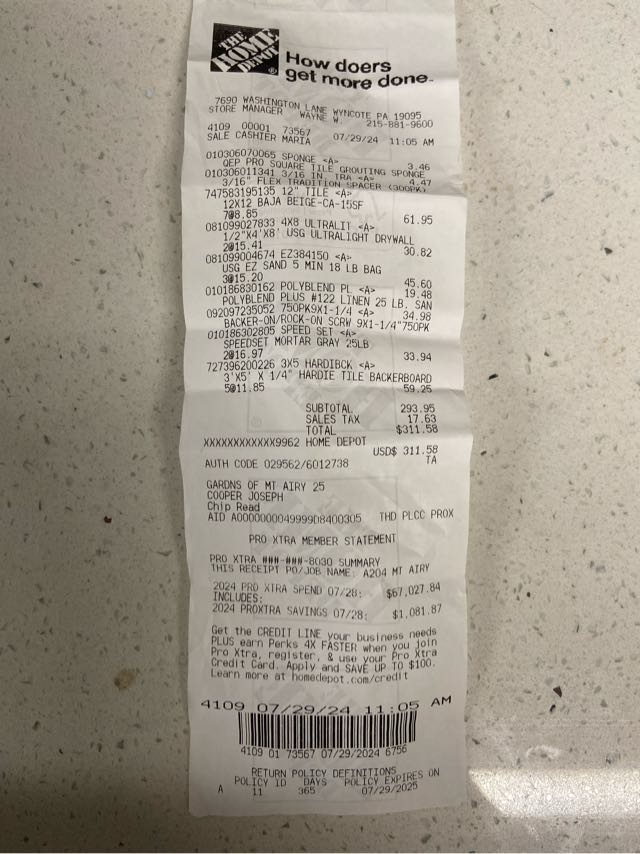 THE
HOME
DEPOT
How doers
get more done.
7690 WASHINGTON LANE WYNCOTE PA 19095
STORE MANAGER WAYNE W. 215-881-9600
4109 00001 73567 07/29/24 11:05 AM
SALE CASHIER MARIA
010306070065 SPONGE <A> 3.46
QEP PRO SQUARE TILE GROUTING SPONGE
010306011341 3/16 IN. TRA <A> 4.47
3/16" FLEX TRADITION SPACER (300PK)
747583195135 12" TILE <A>
12X12 BAJA BEIGE-CA-15SF
7@8.85 61.95
081099027833 4X8 ULTRALIT <A>
1/2"X4'X8' USG ULTRALIGHT DRYWALL
2@15.41 30.82
081099004674 EZ384150 <A>
USG EZ SAND 5 MIN 18 LB BAG
3@15.20 45.60
010186830162 POLYBLEND PL <A> 19.48
POLYBLEND PLUS #122 LINEN 25 LB. SAN
092097235052 750PK9X1-1/4 <A> 34.98
BACKER-ON/ROCK-ON SCRW 9X1-1/4"750PK
010186302805 SPEED SET <A>
SPEEDSET MORTAR GRAY 25LB
2@16.97 33.94
727396200226 3X5 HARDIBCK <A>
3'X5' X 1/4" HARDIE TILE BACKERBOARD
5@11.85 59.25
SUBTOTAL 293.95
SALES TAX 17.63
TOTAL $311.58
XXXXXXXXXXXX9962 HOME DEPOT
USD$ 311.58
AUTH CODE 029562/6012738 TA
GARDNS OF MT AIRY 25
COOPER JOSEPH
Chip Read
AID A0000000049999D8400305 THD PLCC PROX
PRO XTRA MEMBER STATEMENT
PRO XTRA ###-###-8030 SUMMARY
THIS RECEIPT PO/JOB NAME: A204 MT AIRY
2024 PRO XTRA SPEND 07/28: $67,027.84
INCLUDES:
2024 PROXTRA SAVINGS 07/28: $1,081.87
Get the CREDIT LINE your business needs
PLUS earn Perks 4X FASTER when you join
Pro Xtra, register, & use your Pro Xtra
Credit Card. Apply and SAVE UP TO $100.
Learn more at homedepot.com/credit
4109 07/29/24 11:05 AM
4109 01 73567 07/29/2024 6756
RETURN POLICY DEFINITIONS
POLICY ID DAYS POLICY EXPIRES ON
A 11 365 07/29/2025